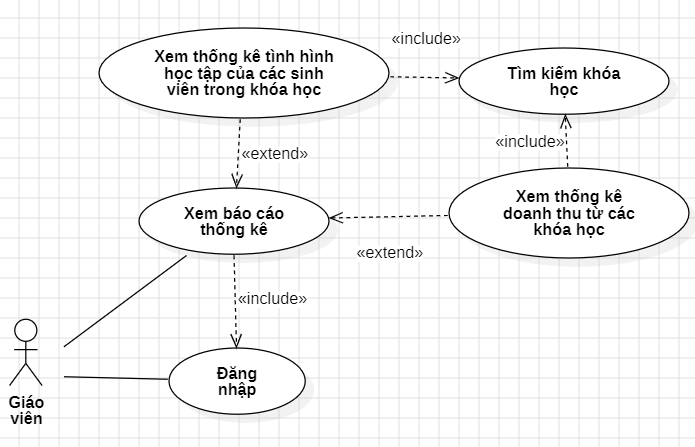 «include»
Xem thống kê tình hình
học tập của các sinh
viên trong khóa học
Tìm kiếm khóa
học
«extend»
«include»
Xem báo cáo
thống kê
Xem thống kê
doanh thu từ các
khóa học
«extend»
«include»
Đăng
nhập
Giáo
viên